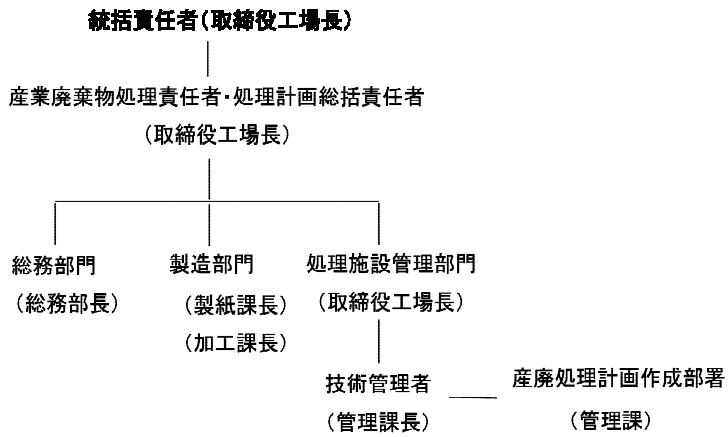 統括責任者(取締役工場長)
産業廃棄物処理責任者・処理計画総括責任者
(取締役工場長)
総務部門
(総務部長)
製造部門
(製紙課長)
(加工課長)
処理施設管理部門
(取締役工場長)
技術管理者
(管理課長)
産廃処理計画作成部署
(管理課)